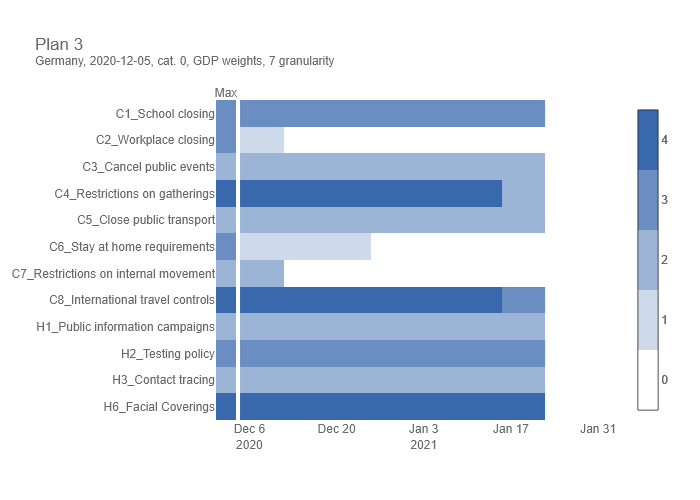 Plan 3
Germany, 2020-12-05, cat. 0, GDP weights, 7 granularity
Max
C1_School closing
C2_Workplace closing
C3_Cancel public events
C4_Restrictions on gatherings
C5_Close public transport
C6_Stay at home requirements
C7_Restrictions on internal movement
C8_International travel controls
H1_Public information campaigns
H2_Testing policy
H3_Contact tracing
H6_Facial Coverings
Dec 6 Dec 20 Jan 3 Jan 17 Jan 31
2020 2021
4
3
2
1
0